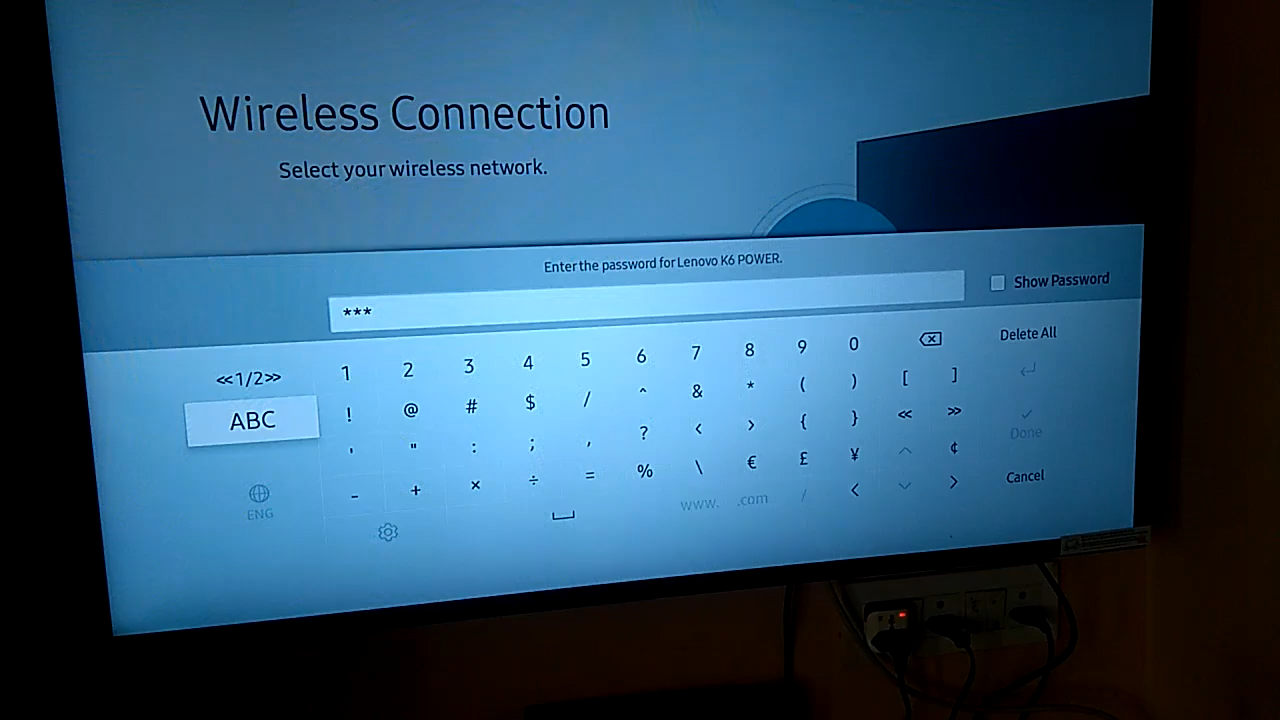 Wireless Connection
Select your wireless network.
Enter the password for Lenovo K6 POWER.
***
Show Password
≪1/2≫ 1 2 3 4 5 6 7 8 9 0 Delete All
ABC ! @ # $ / ^ & * ( ) [ ]
' " : ; , ? < > { } ≪ ≫ Done
ENG - + × ÷ = % \ € £ ¥ ^ ¢ Cancel
www. .com / < >